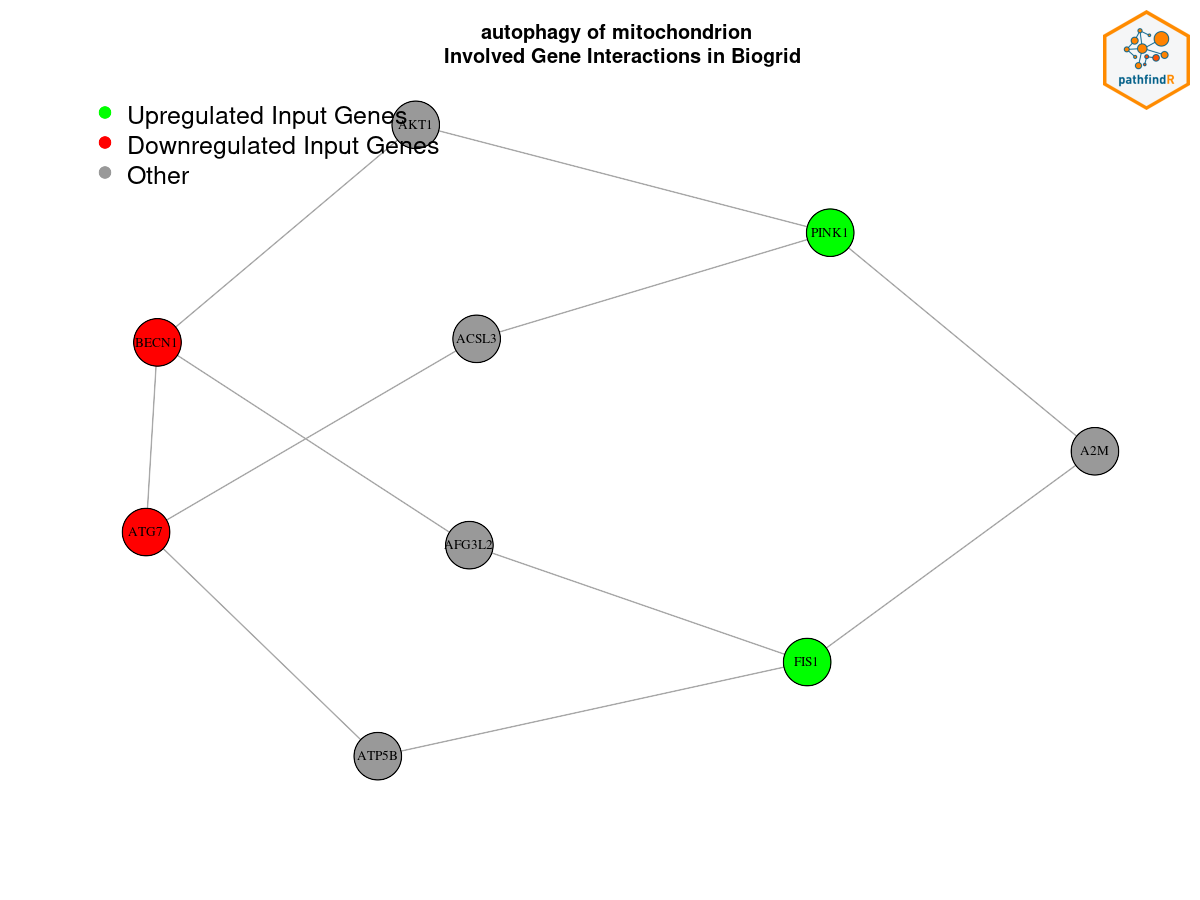 autophagy of mitochondrion
Involved Gene Interactions in Biogrid
pathfindR
Upregulated Input Genes
Downregulated Input Genes
Other
AKT1
PINK1
BECN1
ACSL3
A2M
ATG7
AFG3L2
FIS1
ATP5B